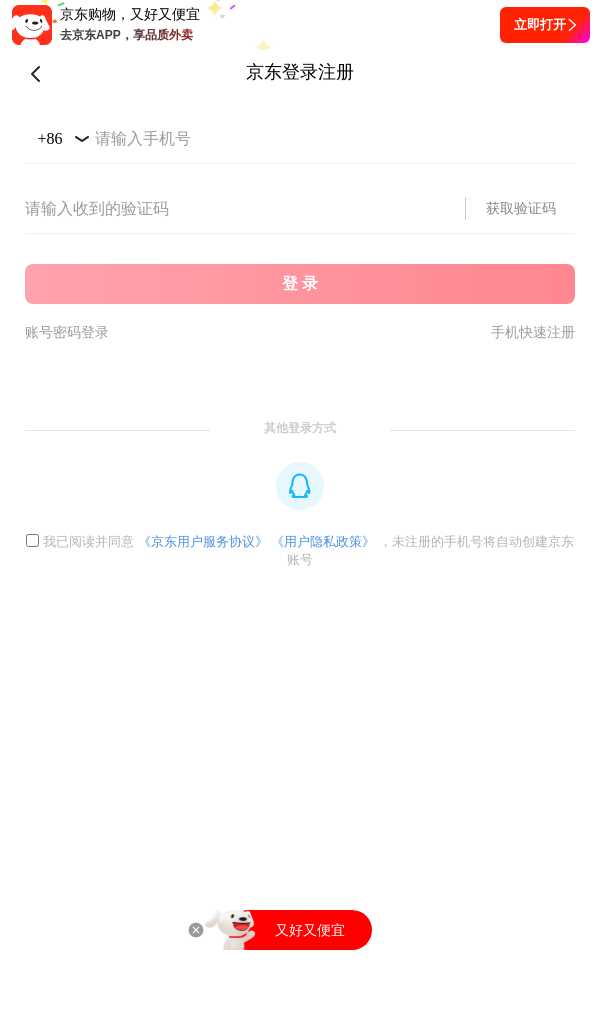 京东购物，又好又便宜
去京东APP，享品质外卖
立即打开
京东登录注册
+86 请输入手机号
请输入收到的验证码 获取验证码
登录
账号密码登录 手机快速注册
其他登录方式
我已阅读并同意 《京东用户服务协议》 《用户隐私政策》 ，未注册的手机号将自动创建京东
账号
又好又便宜